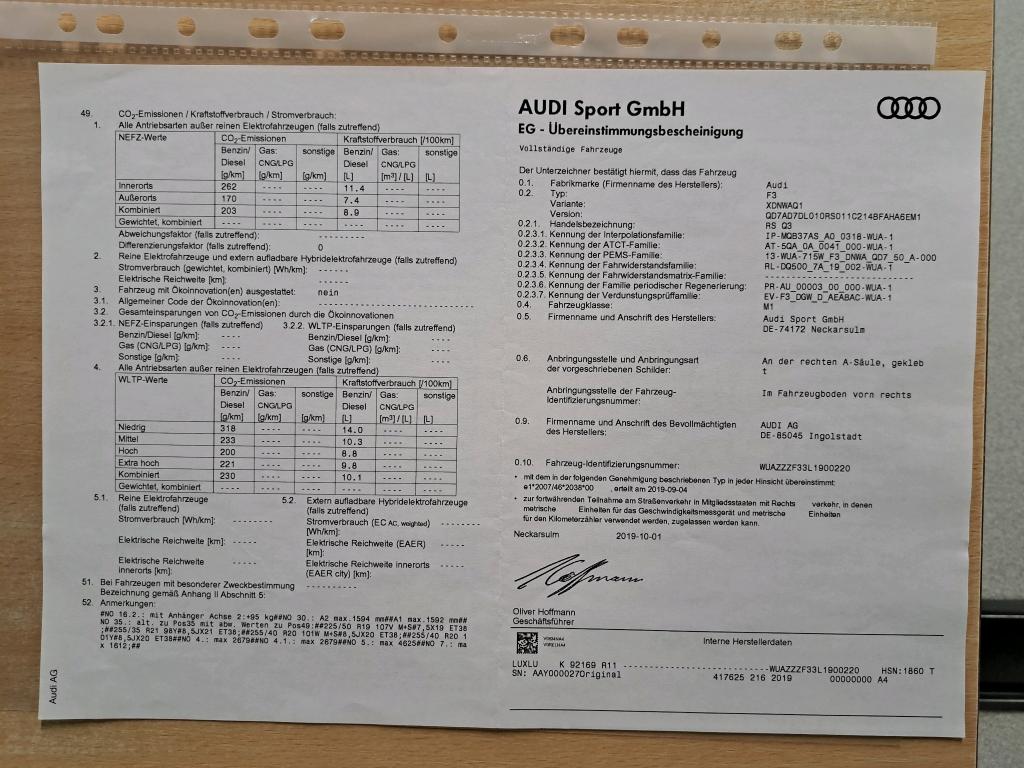 49. CO2-Emissionen / Kraftstoffverbrauch / Stromverbrauch:
1. Alle Antriebsarten außer reinen Elektrofahrzeugen (falls zutreffend)
NEFZ-Werte CO2-Emissionen Kraftstoffverbrauch [/100km]
Benzin/ Diesel [g/km] Gas: CNG/LPG [g/km] sonstige [g/km] Benzin/ Diesel [L] Gas: CNG/LPG [m³] / [L] sonstige [L]
Innerorts 262 ---- ---- 11.4 ---- ----
Außerorts 170 ---- ---- 7.4 ---- ----
Kombiniert 203 ---- ---- 8.9 ---- ----
Gewichtet, kombiniert ---- ---- ---- ---- ---- ----
Abweichungsfaktor (falls zutreffend): ---------
Differenzierungsfaktor (falls zutreffend): 0
2. Reine Elektrofahrzeuge und extern aufladbare Hybridelektrofahrzeuge (falls zutreffend)
Stromverbrauch (gewichtet, kombiniert) [Wh/km]: ------
Elektrische Reichweite [km]: -----
3. Fahrzeug mit Ökoinnovation(en) ausgestattet: nein
3.1. Allgemeiner Code der Ökoinnovation(en): ------------------------------
3.2. Gesamteinsparungen von CO2-Emissionen durch die Ökoinnovationen
3.2.1. NEFZ-Einsparungen (falls zutreffend) 3.2.2. WLTP-Einsparungen (falls zutreffend)
Benzin/Diesel [g/km]: ---- Benzin/Diesel [g/km]: ----
Gas (CNG/LPG) [g/km]: ---- Gas (CNG/LPG) [g/km]: ----
Sonstige [g/km]: ---- Sonstige [g/km]: ----
4. Alle Antriebsarten außer reinen Elektrofahrzeugen (falls zutreffend)
WLTP-Werte CO2-Emissionen Kraftstoffverbrauch [/100km]
Benzin/ Diesel [g/km] Gas: CNG/LPG [g/km] sonstige [g/km] Benzin/ Diesel [L] Gas: CNG/LPG [m³] / [L] sonstige [L]
Niedrig 318 ---- ---- 14.0 ---- ----
Mittel 233 ---- ---- 10.3 ---- ----
Hoch 200 ---- ---- 8.8 ---- ----
Extra hoch 221 ---- ---- 9.8 ---- ----
Kombiniert 230 ---- ---- 10.1 ---- ----
Gewichtet, kombiniert ---- ---- ---- ---- ---- ----
5.1. Reine Elektrofahrzeuge 5.2. Extern aufladbare Hybridelektrofahrzeuge
(falls zutreffend) (falls zutreffend)
Stromverbrauch [Wh/km]: -------- Stromverbrauch (EC AC, weighted) --------
[Wh/km]:
Elektrische Reichweite [km]: ----- Elektrische Reichweite (EAER) -----
[km]:
Elektrische Reichweite ----- Elektrische Reichweite innerorts -----
innerorts [km]: (EAER city) [km]:
51. Bei Fahrzeugen mit besonderer Zweckbestimmung ----------
Bezeichnung gemäß Anhang II Abschnitt 5:
52. Anmerkungen:
#NO 16.2.: mit Anhänger Achse 2:+95 kg##NO 30.: A2 max.1594 mm##A1 max.1592 mm##
NO 35.: alt. zu Pos35 mit abw. Werten zu Pos49:##225/50 R19 107V M+S#7,5X19 ET38
;##255/35 R21 98Y#8,5JX21 ET38;##255/40 R20 101W M+S#8,5JX20 ET38;##255/40 R20 1
01Y#8,5JX20 ET38##NO 4.: max 2679##NO 4.1.: max 2679##NO 5.: max 4625##NO 7.: ma
x 1612;##
Audi AG
AUDI Sport GmbH
EG - Übereinstimmungsbescheinigung
Vollständige Fahrzeuge
Der Unterzeichner bestätigt hiermit, dass das Fahrzeug
0.1. Fabrikmarke (Firmenname des Herstellers): Audi
0.2. Typ: F3
Variante: XDNWAQ1
Version: QD7AD7DL010RS011C214BFAHA6EM1
0.2.1. Handelsbezeichnung: RS Q3
0.2.3.1. Kennung der Interpolationsfamilie: IP-MQB37AS_A0_0318-WUA-1
0.2.3.2. Kennung der ATCT-Familie: AT-5QA_0A_0041_000-WUA-1
0.2.3.3. Kennung der PEMS-Familie: 13-WUA-715W_F3_DNWA_QD7_50_A-000
0.2.3.4. Kennung der Fahrwiderstandsfamilie: RL-DQ500_7A_19_002-WUA-1
0.2.3.5. Kennung der Fahrwiderstandsmatrix-Familie: ------------------------
0.2.3.6. Kennung der Familie periodischer Regenerierung: PR-AU_00003_00_000-WUA-1
0.2.3.7. Kennung der Verdunstungsprüffamilie: EV-F3_DGW_D_AEABAC-WUA-1
0.4. Fahrzeugklasse: M1
0.5. Firmenname und Anschrift des Herstellers: Audi Sport GmbH
DE-74172 Neckarsulm
0.6. Anbringungsstelle und Anbringungsart An der rechten A-Säule, gekleb
der vorgeschriebenen Schilder: t
Anbringungsstelle der Fahrzeug- Im Fahrzeugboden vorn rechts
Identifizierungsnummer:
0.9. Firmenname und Anschrift des Bevollmächtigten AUDI AG
des Herstellers: DE-85045 Ingolstadt
0.10. Fahrzeug-Identifizierungsnummer: WUAZZZF33L1900220
• mit dem in der folgenden Genehmigung beschriebenen Typ in jeder Hinsicht übereinstimmt:
e1*2007/46*2038*00 , erteilt am 2019-09-04
• zur fortwährenden Teilnahme am Straßenverkehr in Mitgliedsstaaten mit Rechts verkehr, in denen
metrische Einheiten für das Geschwindigkeitsmessgerät und metrische Einheiten
für den Kilometerzähler verwendet werden, zugelassen werden kann.
Neckarsulm 2019-10-01
Oliver Hoffmann
Geschäftsführer
Interne Herstellerdaten
LUXLU K 92169 R11 ------------------------------WUAZZZF33L1900220 HSN:1860 T
SN: AAY000027Original 417625 216 2019 00000000 A4